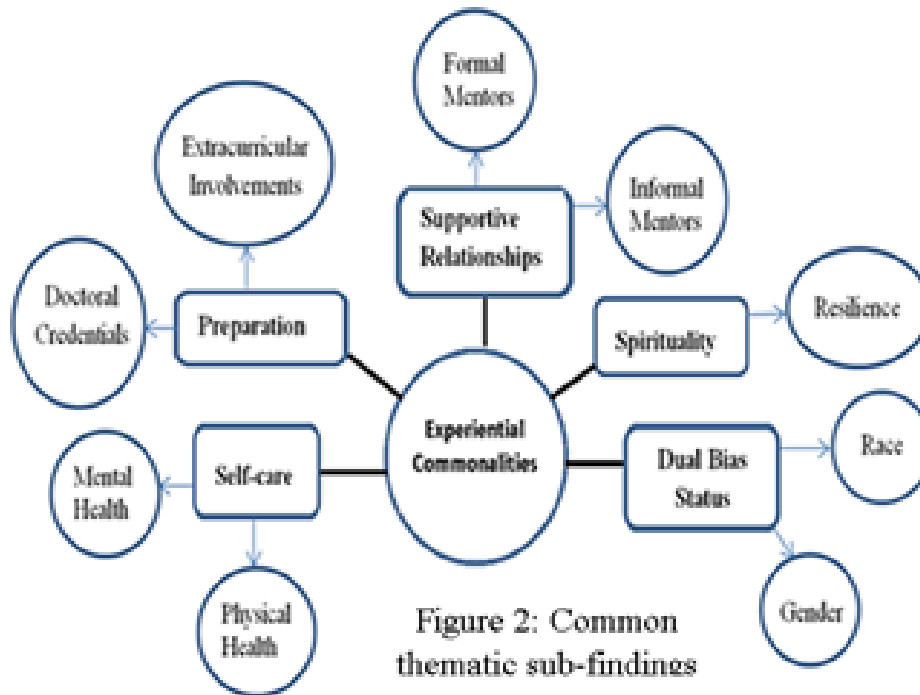 Formal
Mentors
Extracurricular
Involvements
Supportive
Relationships
Informal
Mentors
Doctoral
Credentials
Preparation
Spirituality
Resilience
Experiential
Commonalities
Self-care
Mental
Health
Physical
Health
Dual Bias
Status
Race
Gender
Figure 2: Common
thematic sub-findings